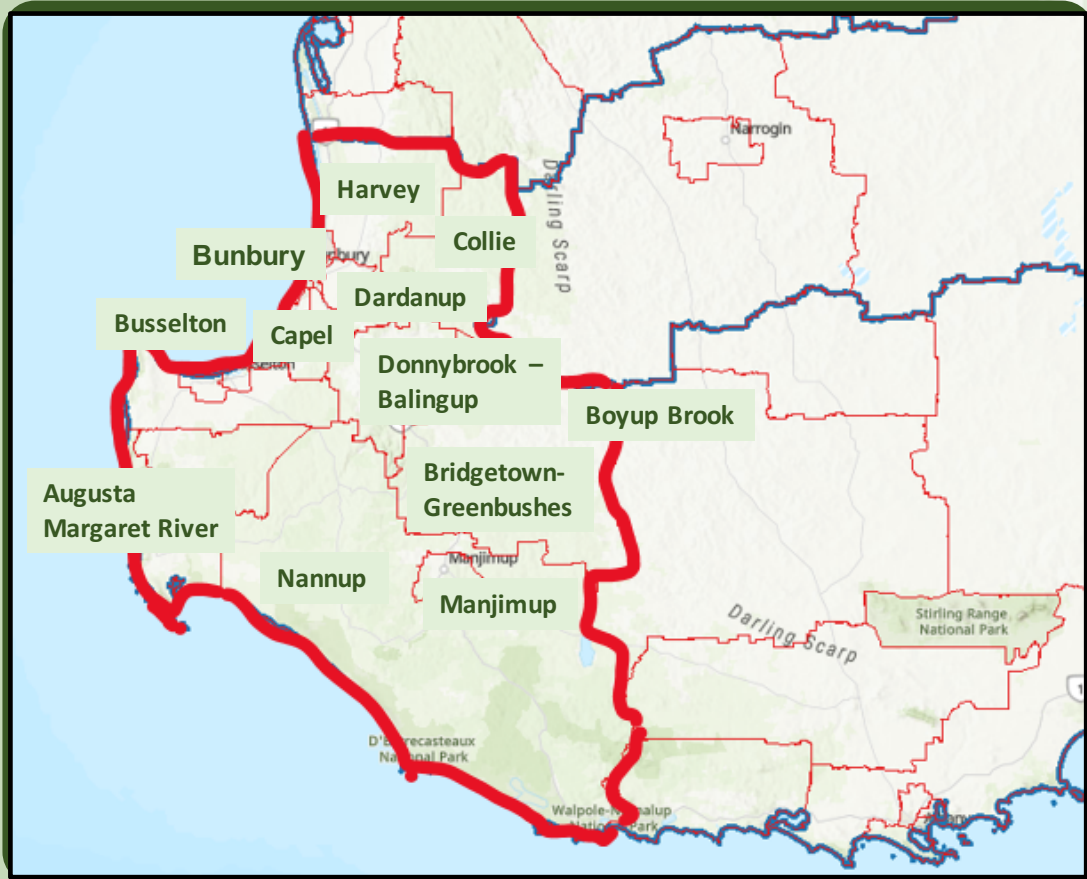 Narrogin
Darling Scarp
Harvey
Collie
Bunbury
Dardanup
Busselton
Capel
Donnybrook –
Balingup
Boyup Brook
Bridgetown-
Greenbushes
Augusta
Margaret River
Manjimup
Nannup
Manjimup
Darling Scarp
Stirling Range
National Park
National Park
1